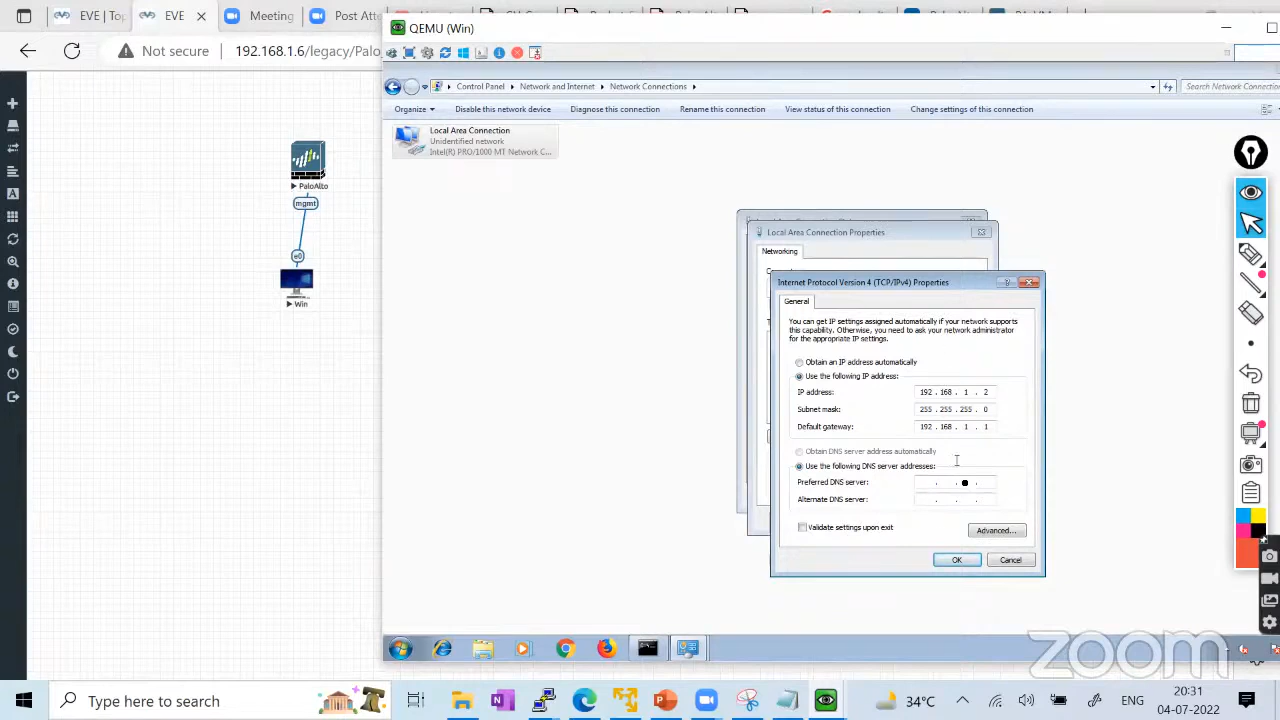 EVE | Top
EVE
Meeting
Post Att
QEMU (Win)
Not secure
192.168.1.6/legacy/Palo
Control Panel
Network and Internet
Network Connections
Search Network Connection
Organize
Disable this network device
Diagnose this connection
Rename this connection
View status of this connection
Change settings of this connection
Local Area Connection
Unidentified network
Intel(R) PRO/1000 MT Network C...
PaloAlto
mgmt
e0
Win
Local Area Connection Properties
Networking
Internet Protocol Version 4 (TCP/IPv4) Properties
General
You can get IP settings assigned automatically if your network supports
this capability. Otherwise, you need to ask your network administrator
for the appropriate IP settings.
Obtain an IP address automatically
Use the following IP address:
IP address: 192 . 168 . 1 . 2
Subnet mask: 255 . 255 . 255 . 0
Default gateway: 192 . 168 . 1 . 1
Obtain DNS server address automatically
Use the following DNS server addresses:
Preferred DNS server: . . .
Alternate DNS server: . . .
Validate settings upon exit
Advanced...
OK
Cancel
zoom
Type here to search
34°C
ENG
20:31
04-07-2022